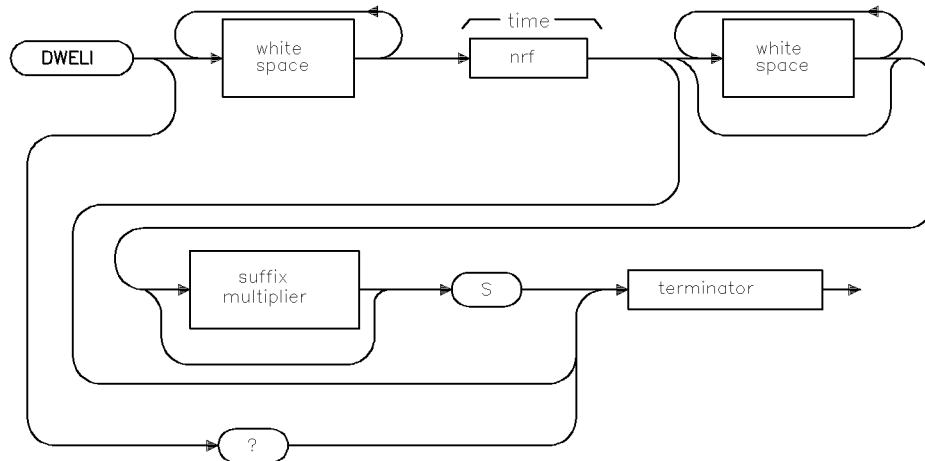 time
DWELI
white
space
nrf
white
space
suffix
multiplier
S
terminator
?